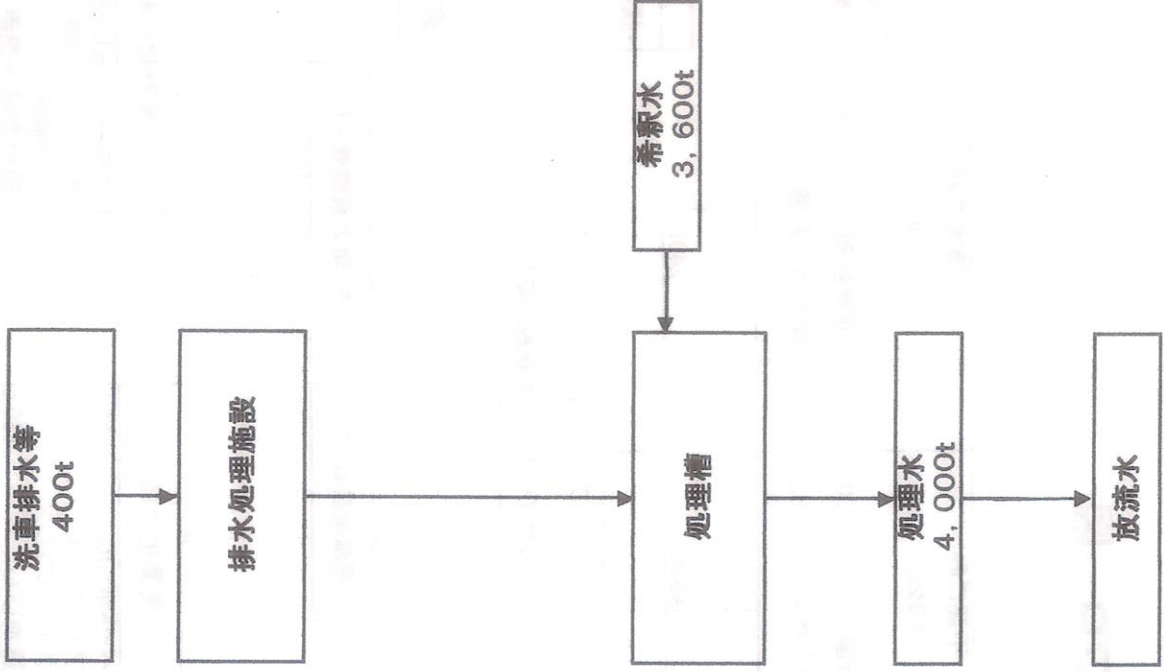 洗車排水等
400t
排水処理施設
希釈水
3, 600t
処理槽
処理水
4, 000t
放流水